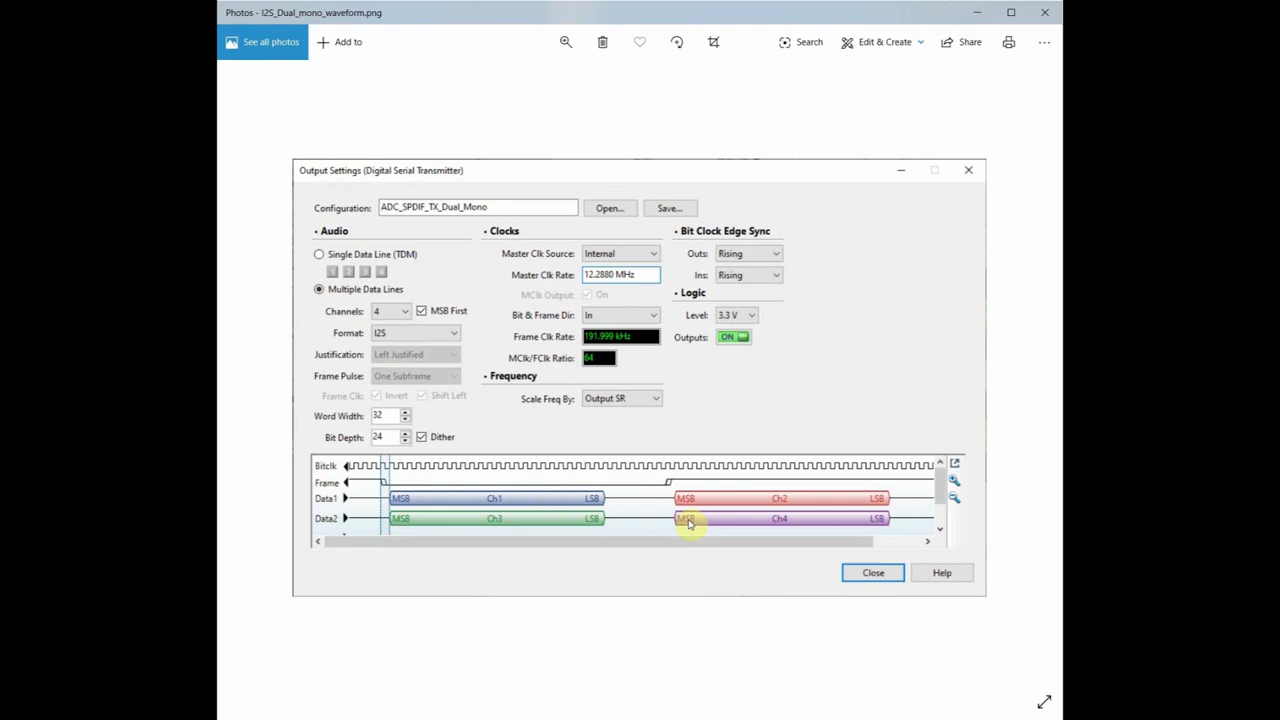 Photos - I2S_Dual_mono_waveform.png
See all photos
Add to
Search
Edit & Create
Share
Output Settings (Digital Serial Transmitter)
Configuration: ADC_SPDIF_TX_Dual_Mono Open... Save...
Audio
Single Data Line (TDM)
1 2 3 4
Multiple Data Lines
Channels: 4 MSB First
Format: I2S
Justification: Left Justified
Frame Pulse: One Subframe
Frame Clk: Invert Shift Left
Word Width: 32
Bit Depth: 24 Dither
Clocks
Master Clk Source: Internal
Master Clk Rate: 12.2880 MHz
MClk Output: On
Bit & Frame Dir: In
Frame Clk Rate: 191.999 kHz
MClk/FClk Ratio: 64
Frequency
Scale Freq By: Output SR
Bit Clock Edge Sync
Outs: Rising
Ins: Rising
Logic
Level: 3.3 V
Outputs: ON
Bitclk
Frame
Data1 MSB Ch1 LSB MSB Ch2 LSB
Data2 MSB Ch3 LSB MSB Ch4 LSB
Close Help